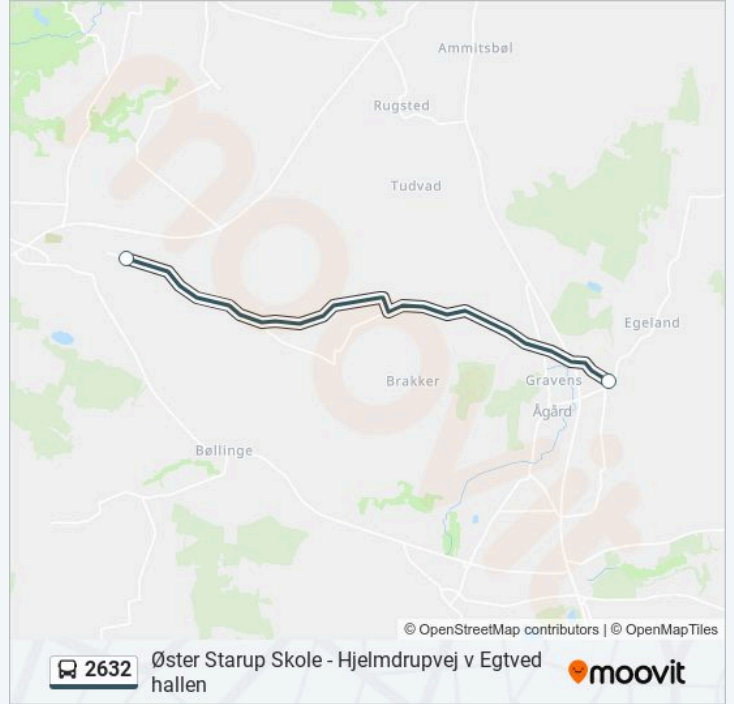 Ammitsbøl
Rugsted
Tudvad
Egeland
Brakker
Gravens
Ågård
Bøllinge
moovit
© OpenStreetMap contributors | © OpenMapTiles
2632
Øster Starup Skole - Hjelmdrupvej v Egtved
hallen
moovit